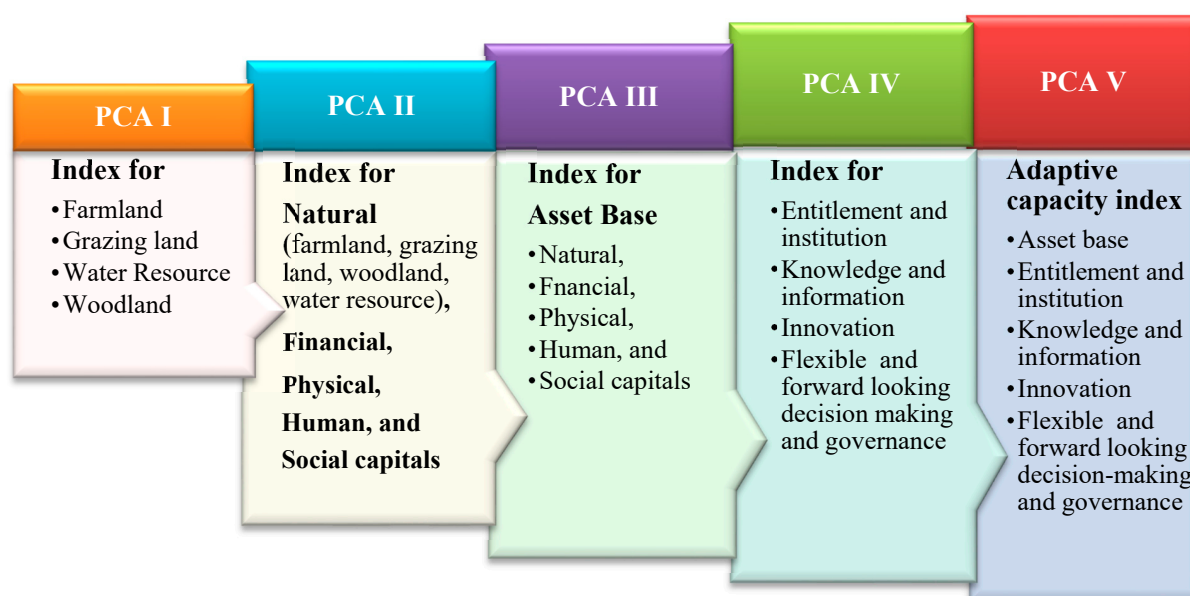 PCA I
Index for
•Farmland
•Grazing land
•Water Resource
•Woodland
PCA II
Index for
Natural
(farmland, grazing
land, woodland,
water resource),
Financial,
Physical,
Human, and
Social capitals
PCA III
Index for
Asset Base
•Natural,
•Fnancial,
•Physical,
•Human, and
•Social capitals
PCA IV
Index for
•Entitlement and
institution
•Knowledge and
information
•Innovation
•Flexible and
forward looking
decision making
and governance
PCA V
Adaptive
capacity index
•Asset base
•Entitlement and
institution
•Knowledge and
information
•Innovation
•Flexible and
forward looking
decision-making
and governance